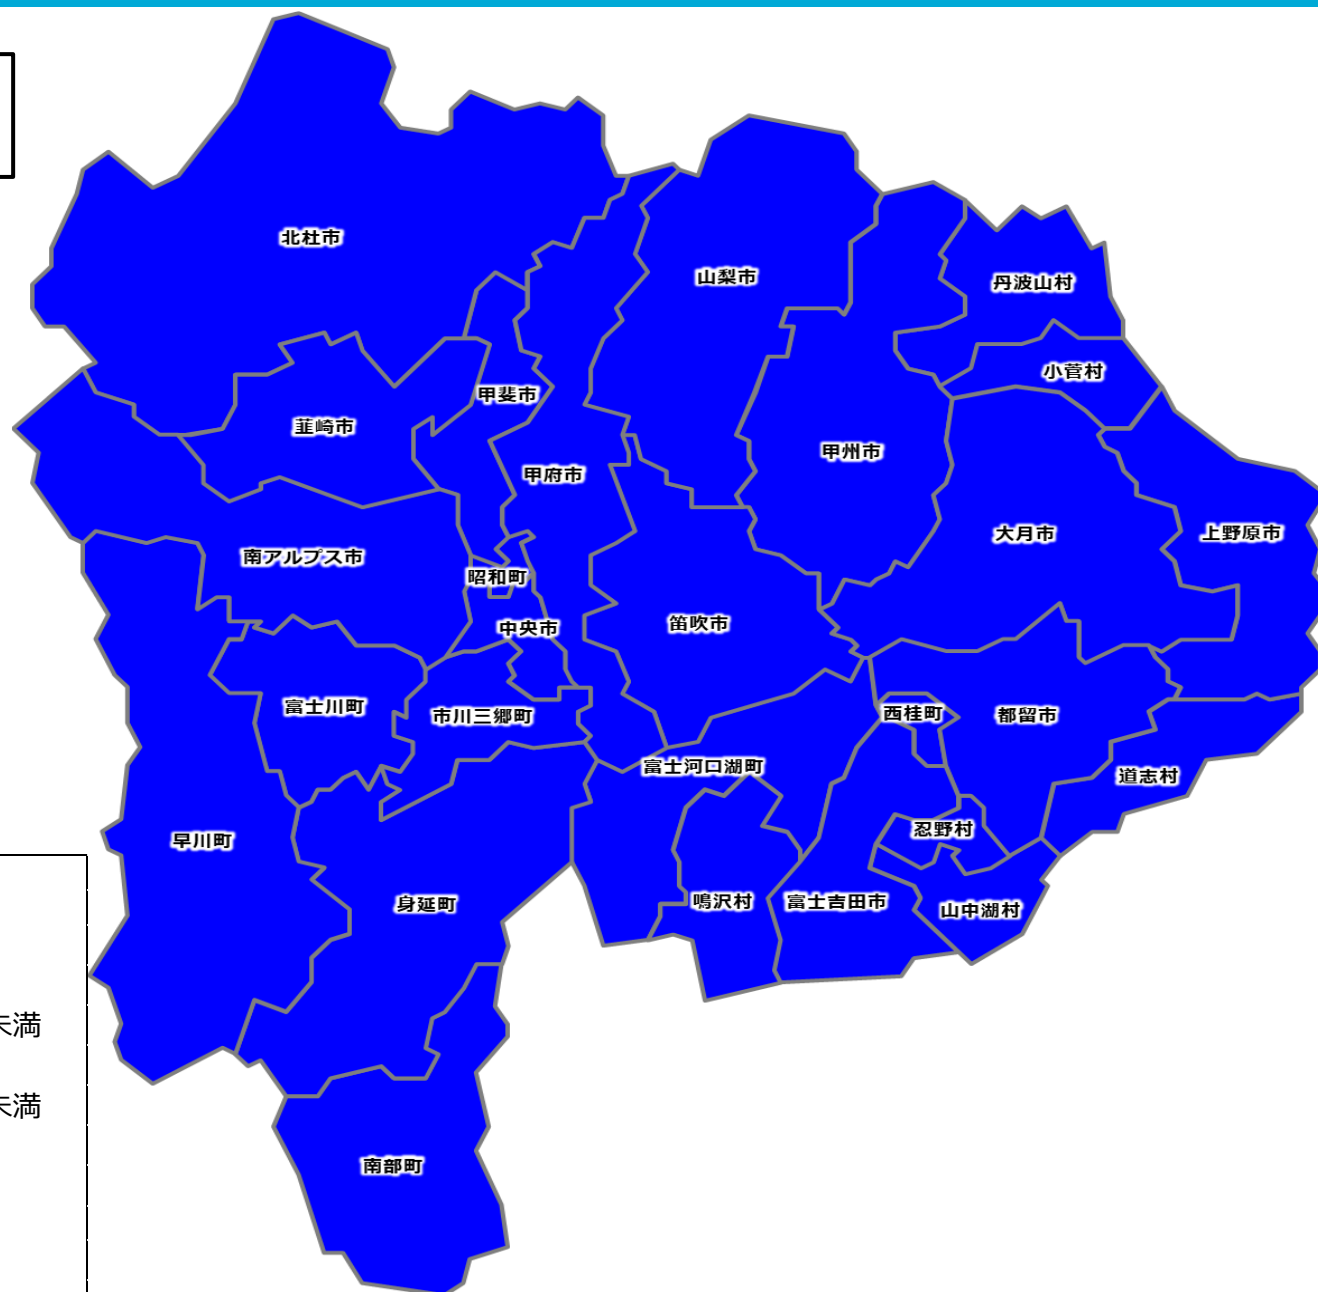 北杜市
山梨市
丹波山村
小菅村
甲斐市
韮崎市
甲州市
甲府市
大月市
上野原市
南アルプス市
昭和町
笛吹市
中央市
富士川町
市川三郷町
西桂町
都留市
富士河口湖町
道志村
忍野村
早川町
鳴沢村
富士吉田市
身延町
山中湖村
未満
未満
南部町